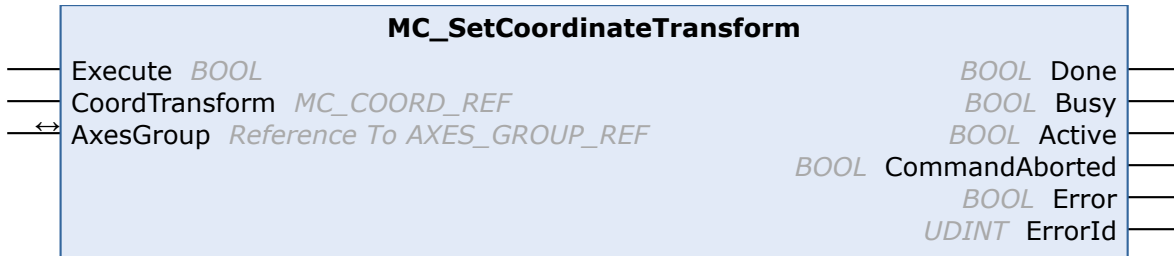 MC_SetCoordinateTransform
Execute BOOL BOOL Done
CoordTransform MC_COORD_REF BOOL Busy
AxesGroup Reference To AXES_GROUP_REF BOOL Active
BOOL CommandAborted
BOOL Error
UDINT ErrorId